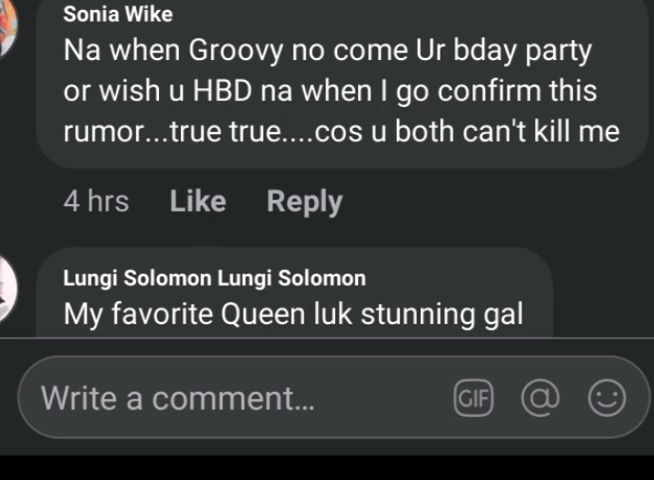 Sonia Wike
Na when Groovy no come Ur bday party
or wish u HBD na when I go confirm this
rumor...true true....cos u both can't kill me
4 hrs Like Reply
Lungi Solomon Lungi Solomon
My favorite Queen luk stunning gal
Write a comment... GIF @